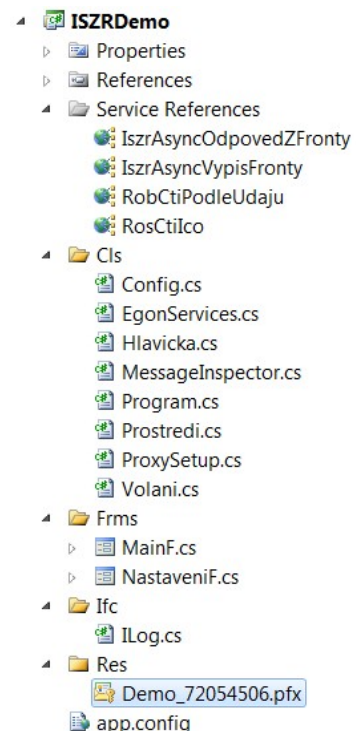 ISZRDemo
Properties
References
Service References
IszrAsyncOdpovedZFronty
IszrAsyncVypisFronty
RobCtiPodleUdaju
RosCtiIco
Cls
Config.cs
EgonServices.cs
Hlavicka.cs
MessageInspector.cs
Program.cs
Prostredi.cs
ProxySetup.cs
Volani.cs
Frms
MainF.cs
NastaveniF.cs
Ifc
ILog.cs
Res
Demo_72054506.pfx
app.config